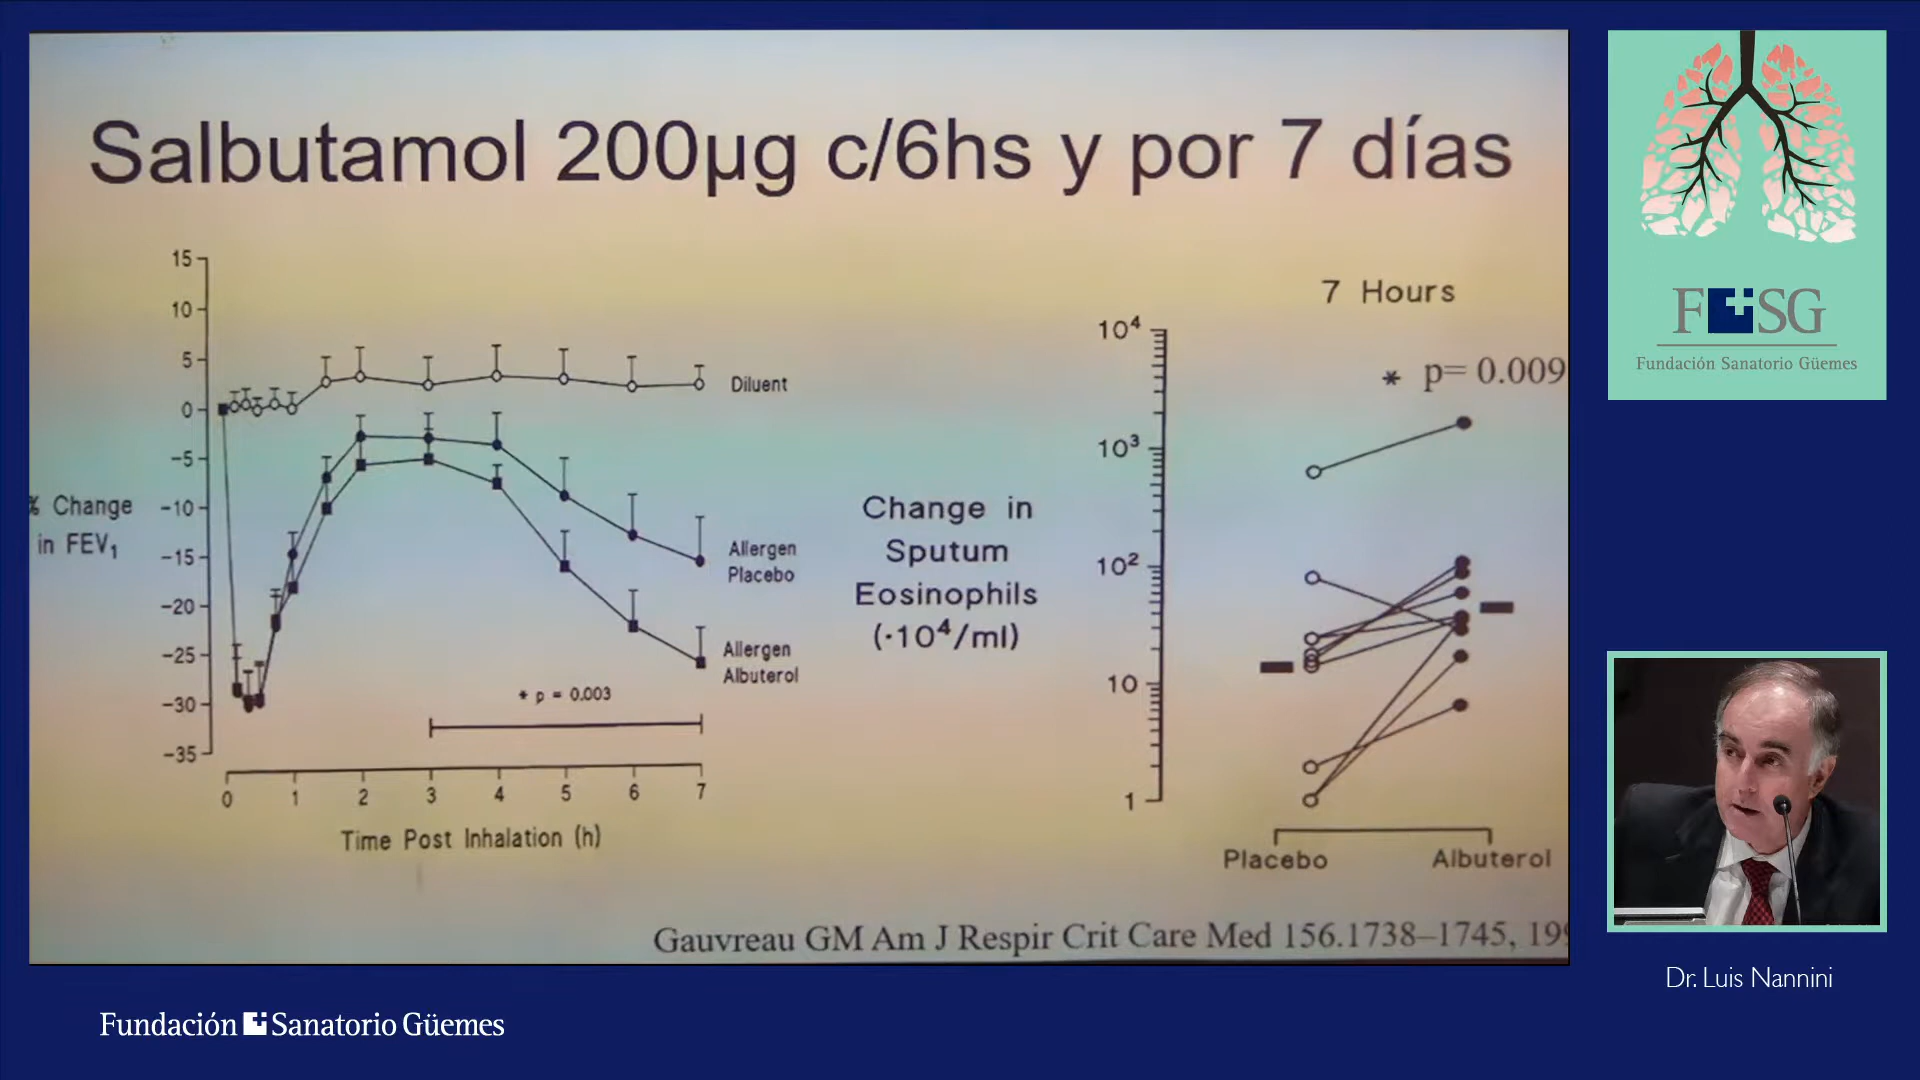 Salbutamol 200µg c/6hs y por 7 días
15
10
5
0
-5
-10
-15
-20
-25
-30
-35
% Change
in FEV₁
Diluent
Allergen
Placebo
Allergen
Albuterol
* p = 0.003
0 1 2 3 4 5 6 7
Time Post Inhalation (h)
7 Hours
* p= 0.009
Change in
Sputum
Eosinophils
(·10⁴/ml)
10⁴
10³
10²
10
1
Placebo Albuterol
Gauvreau GM Am J Respir Crit Care Med 156.1738–1745, 199
FSG
Fundación Sanatorio Güemes
Dr. Luis Nannini
Fundación Sanatorio Güemes